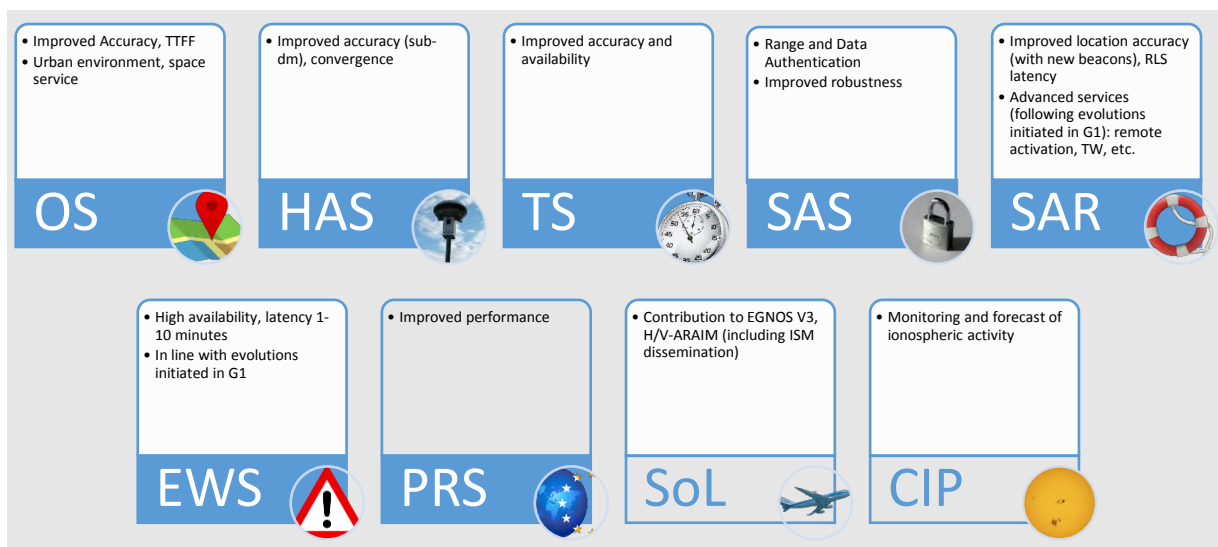 • Improved Accuracy, TTFF
• Urban environment, space
service
OS
• Improved accuracy (sub-
dm), convergence
HAS
• Improved accuracy and
availability
TS
• Range and Data
Authentication
• Improved robustness
SAS
• Improved location accuracy
(with new beacons), RLS
latency
• Advanced services
(following evolutions
initiated in G1): remote
activation, TW, etc.
SAR
• High availability, latency 1-
10 minutes
• In line with evolutions
initiated in G1
EWS
• Improved performance
PRS
• Contribution to EGNOS V3,
H/V-ARAIM (including ISM
dissemination)
SoL
• Monitoring and forecast of
ionospheric activity
CIP